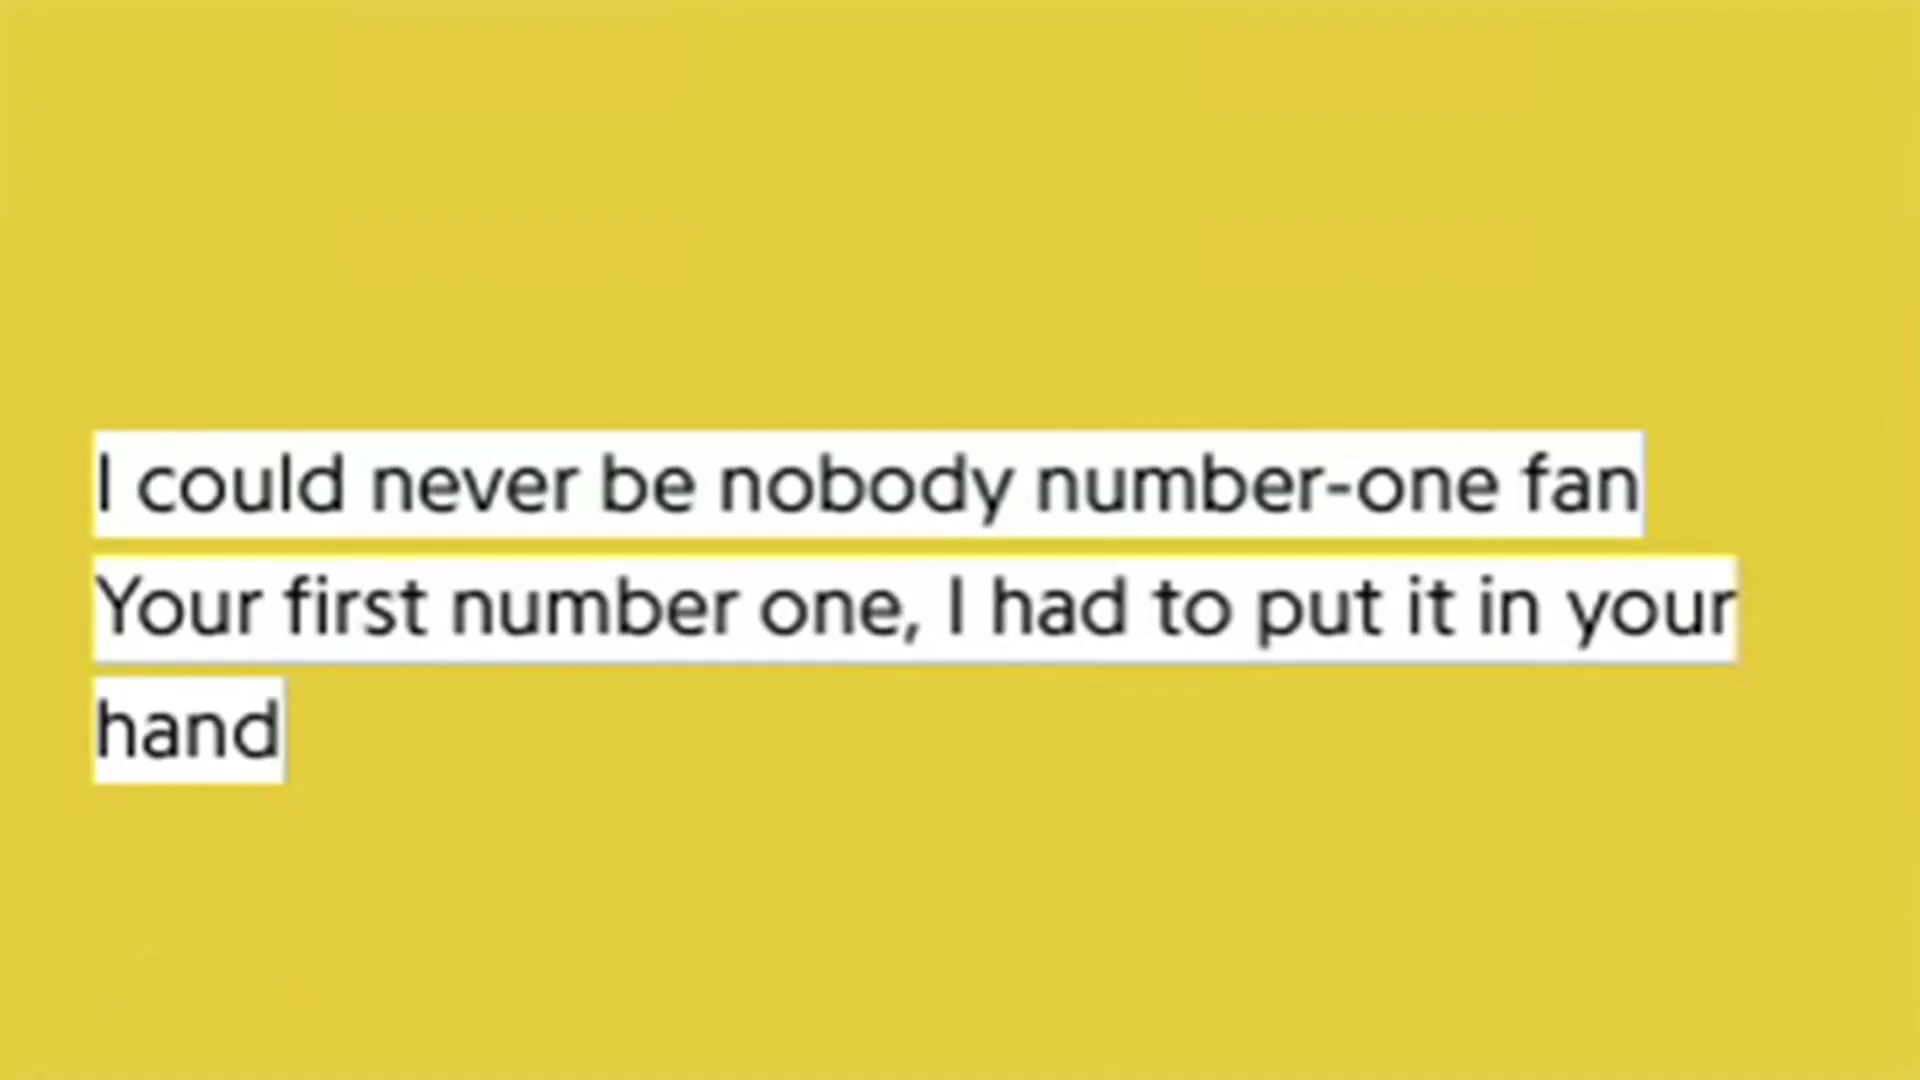 I could never be nobody number-one fan
Your first number one, I had to put it in your
hand